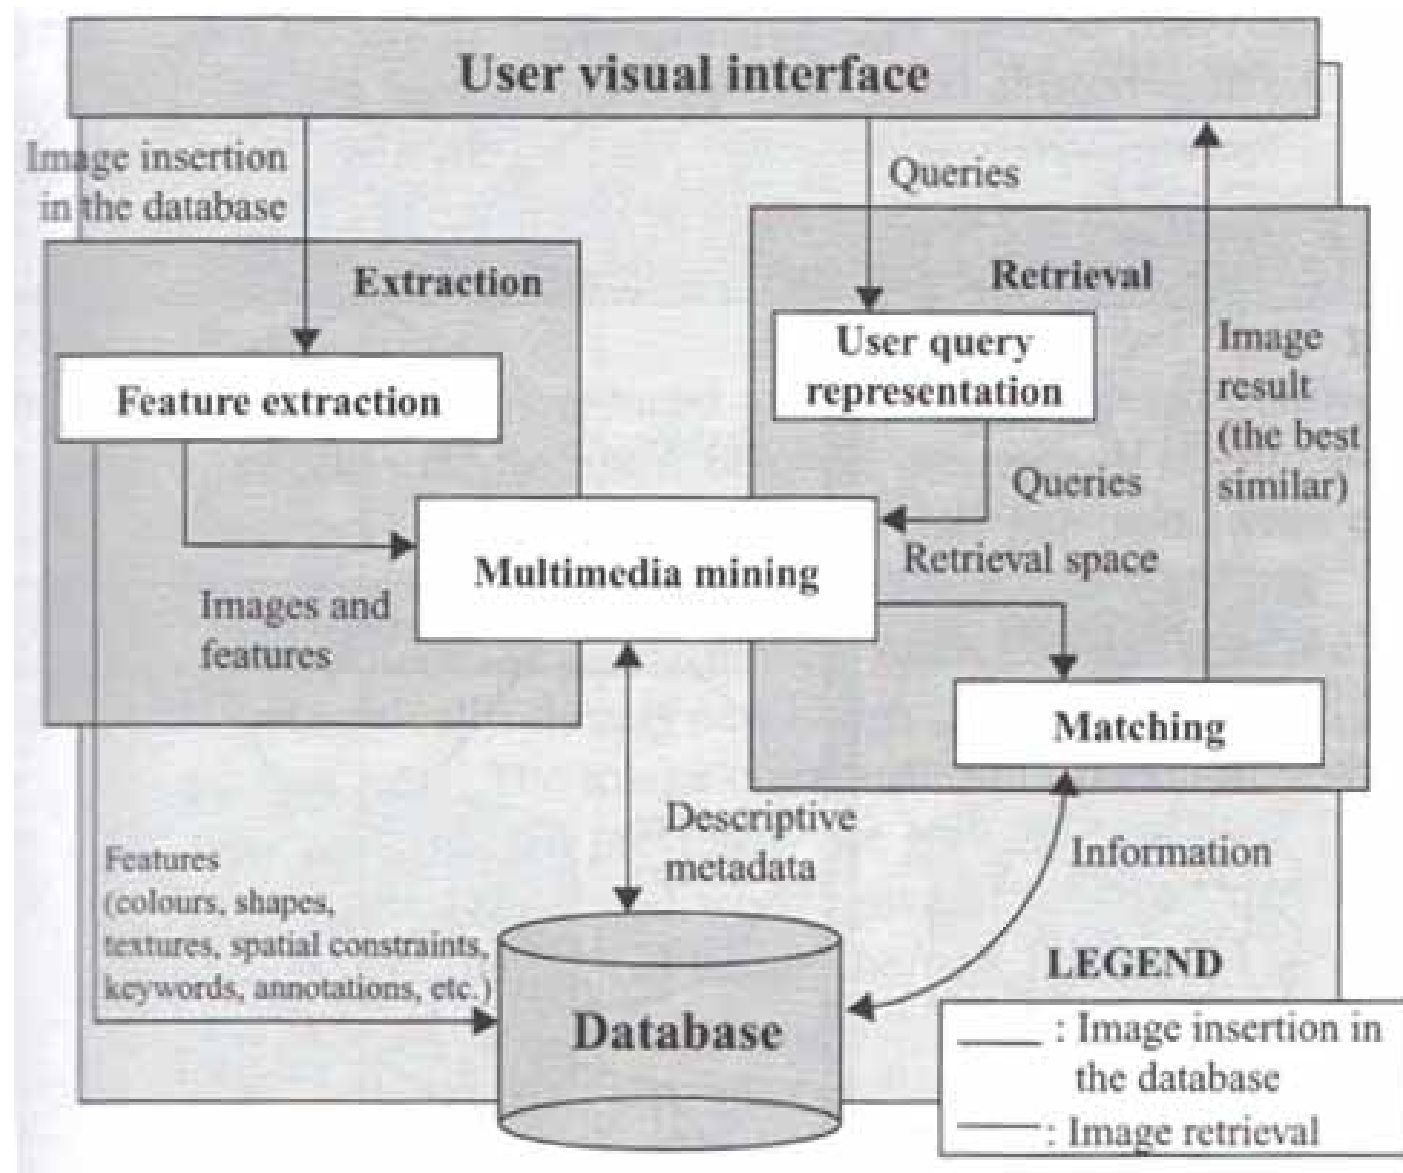 User visual interface
Image insertion
in the database
Queries
Extraction
Retrieval
Feature extraction
User query
representation
Image
result
(the best
similar)
Queries
Retrieval space
Multimedia mining
Images and
features
Matching
Descriptive
metadata
Information
Features
(colours, shapes,
textures, spatial constraints,
keywords, annotations, etc.)
Database
LEGEND
: Image insertion in
the database
: Image retrieval